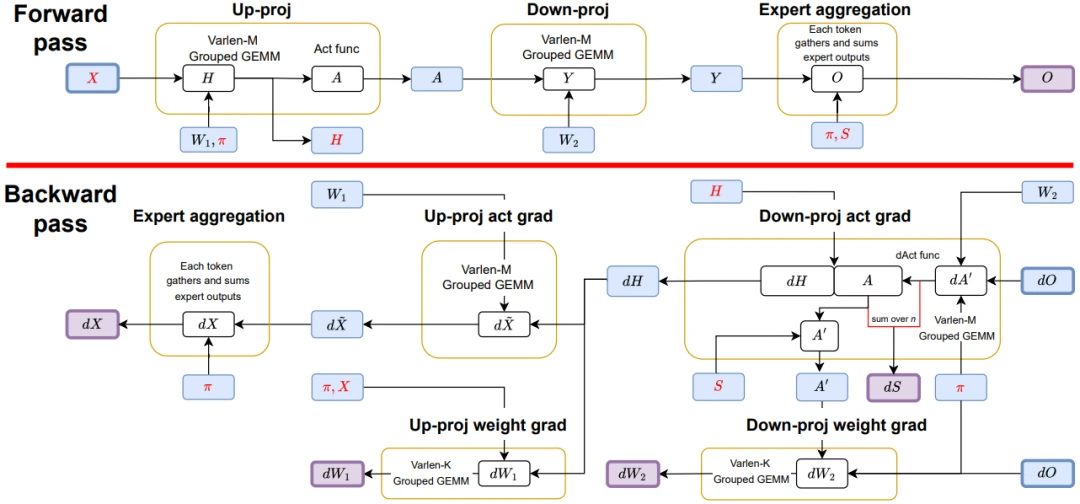 Forward
pass
Up-proj
Down-proj
Expert aggregation
Varlen-M
Grouped GEMM
Act func
Varlen-M
Grouped GEMM
Each token
gathers and sums
expert outputs
X
H
A
A
Y
Y
O
O
W₁, π
H
W₂
π, S
Backward
pass
W₁
H
W₂
Expert aggregation
Up-proj act grad
Down-proj act grad
Each token
gathers and sums
expert outputs
Varlen-M
Grouped GEMM
dAct func
dH
dH
A
dA′
dO
dX
dX
dX̃
dX̃
sum over n
Varlen-M
Grouped GEMM
A′
π
π, X
S
A′
dS
π
Up-proj weight grad
Down-proj weight grad
dW₁
Varlen-K
Grouped GEMM
dW₁
dW₂
Varlen-K
Grouped GEMM
dW₂
dO